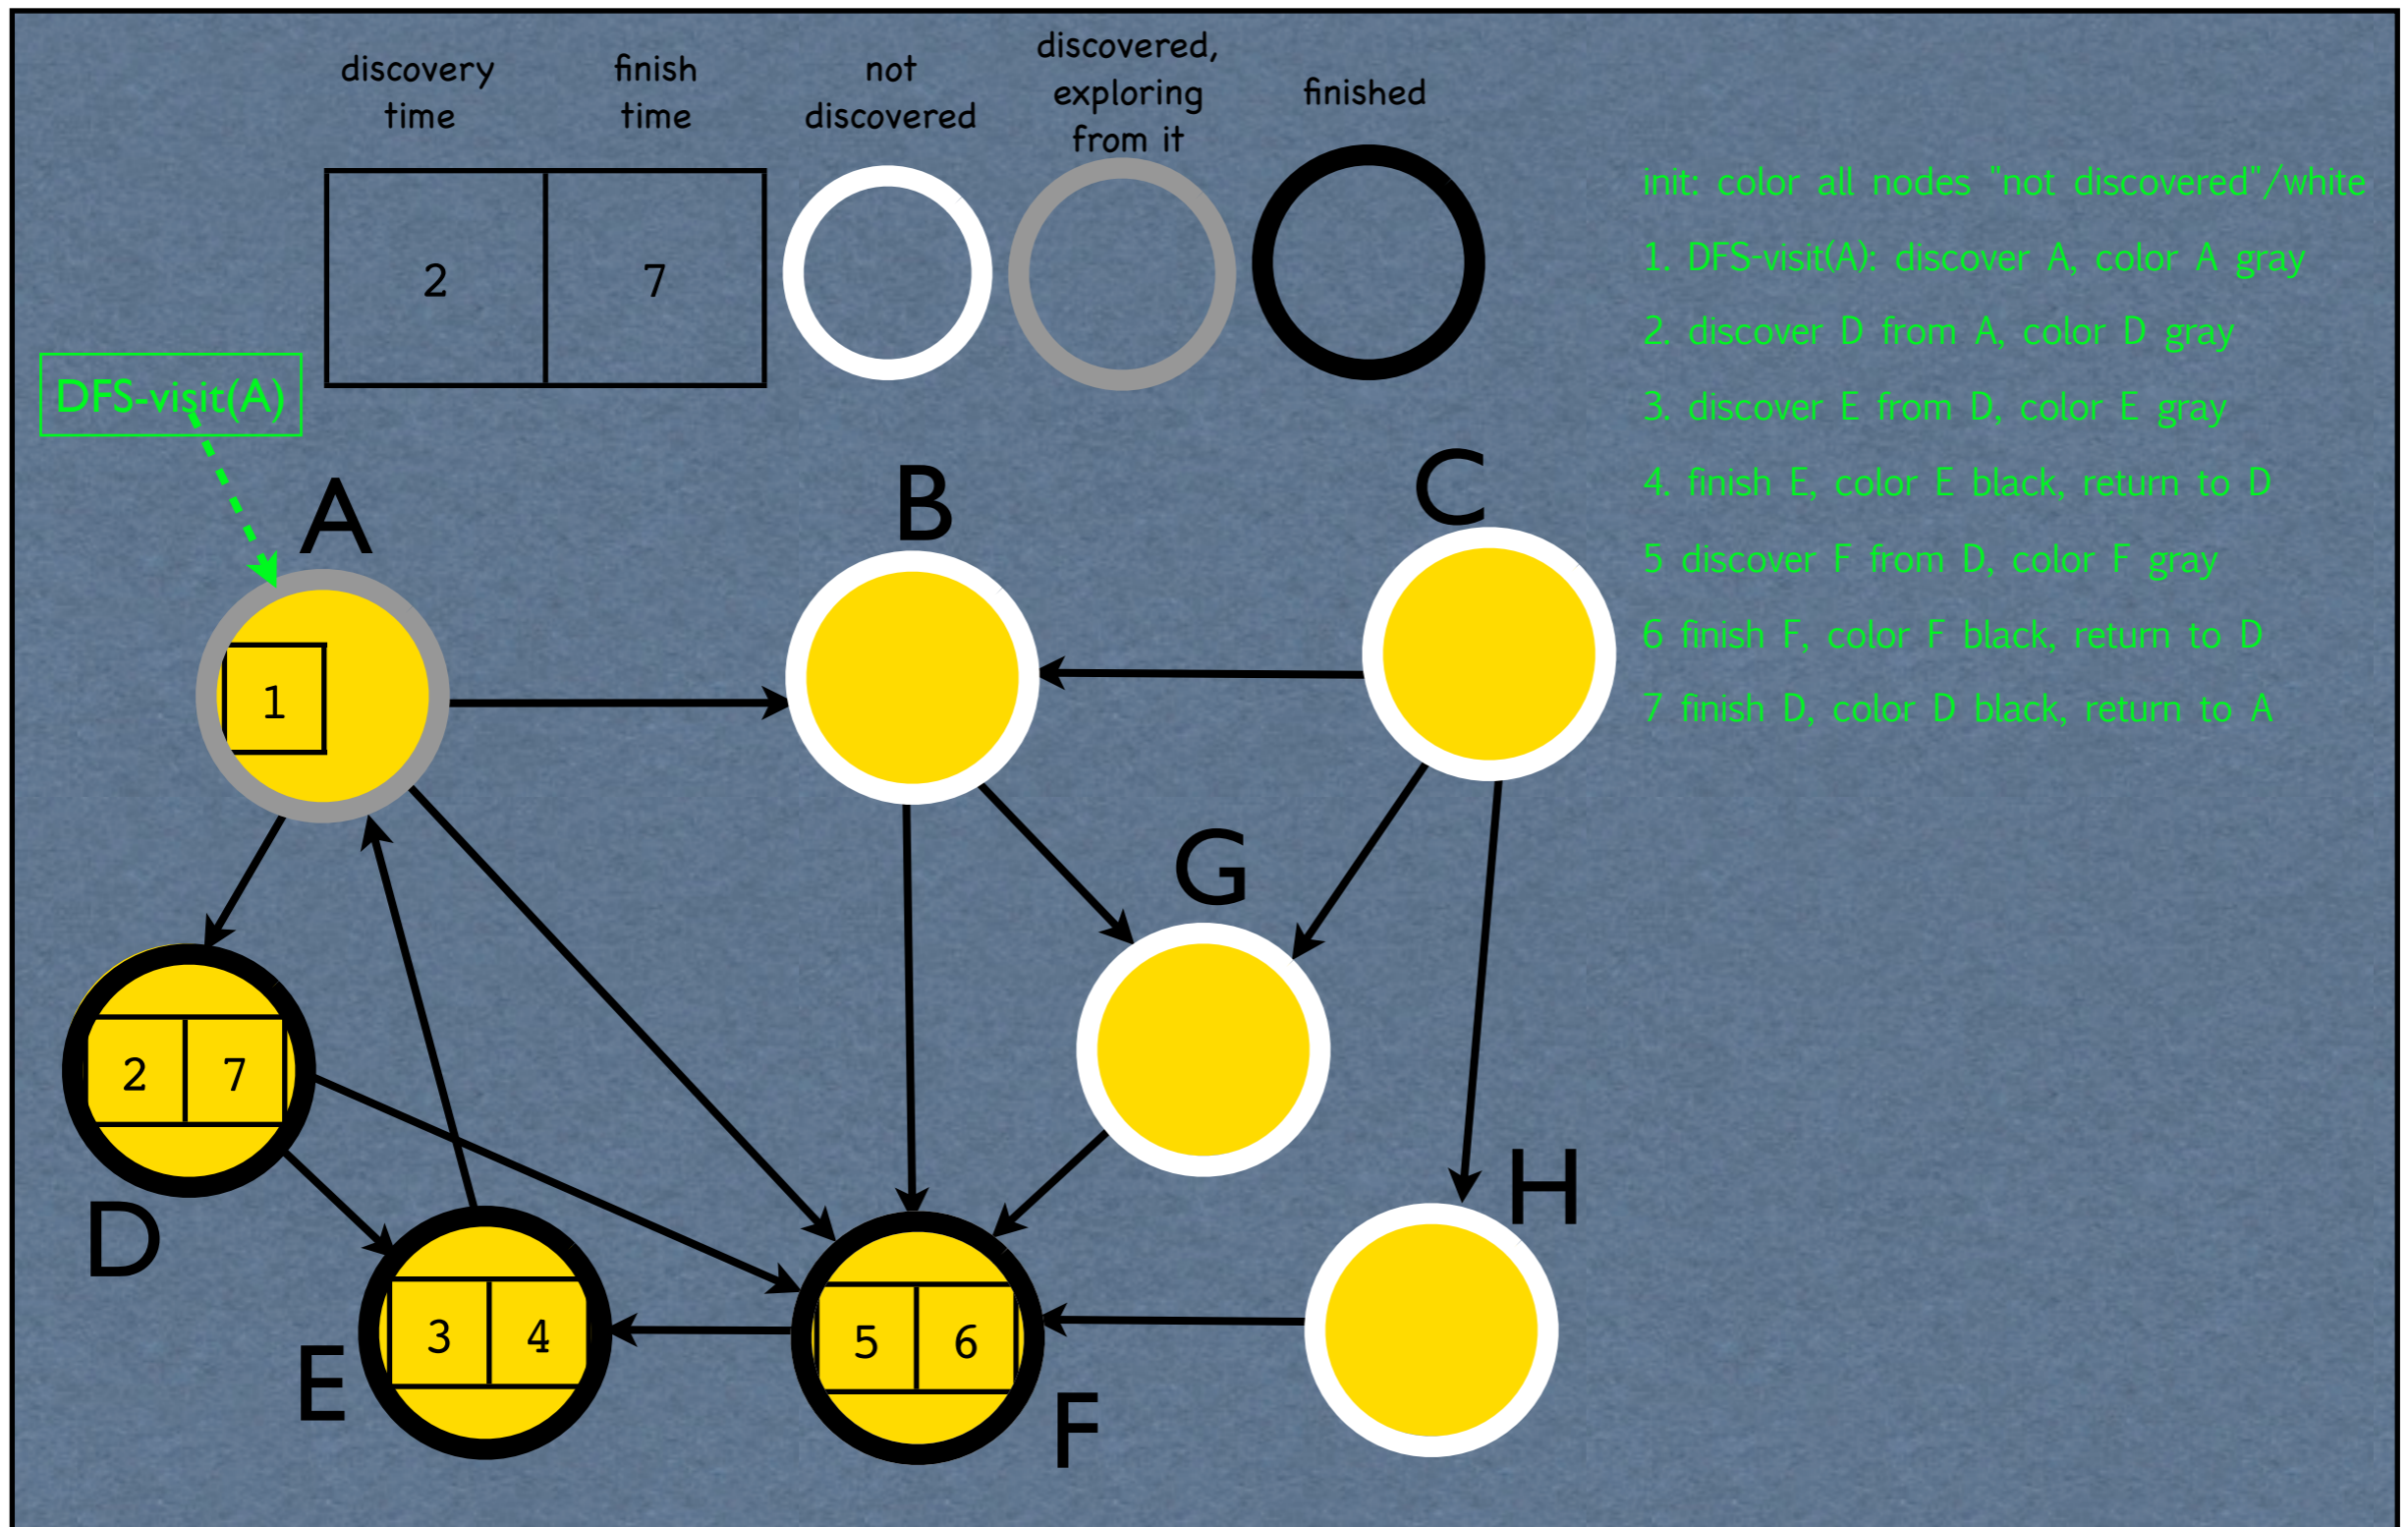 discovery
time
finish
time
not
discovered
discovered,
exploring
from it
finished
2
7
init: color all nodes "not discovered"/white
1. DFS-visit(A): discover A, color A gray
2. discover D from A, color D gray
3. discover E from D, color E gray
4. finish E, color E black, return to D
5 discover F from D, color F gray
6 finish F, color F black, return to D
7 finish D, color D black, return to A
DFS-visit(A)
A
B
C
1
G
2 7
D
H
3 4
E
5 6
F